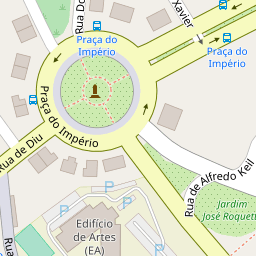 Rua Do
Xavier
Praça do
Império
Praça do
Império
Praça do Império
Rua de Diu
Rua de Alfredo Keil
Jardim
José Roquett
Edifício
de Artes
(EA)
Rua